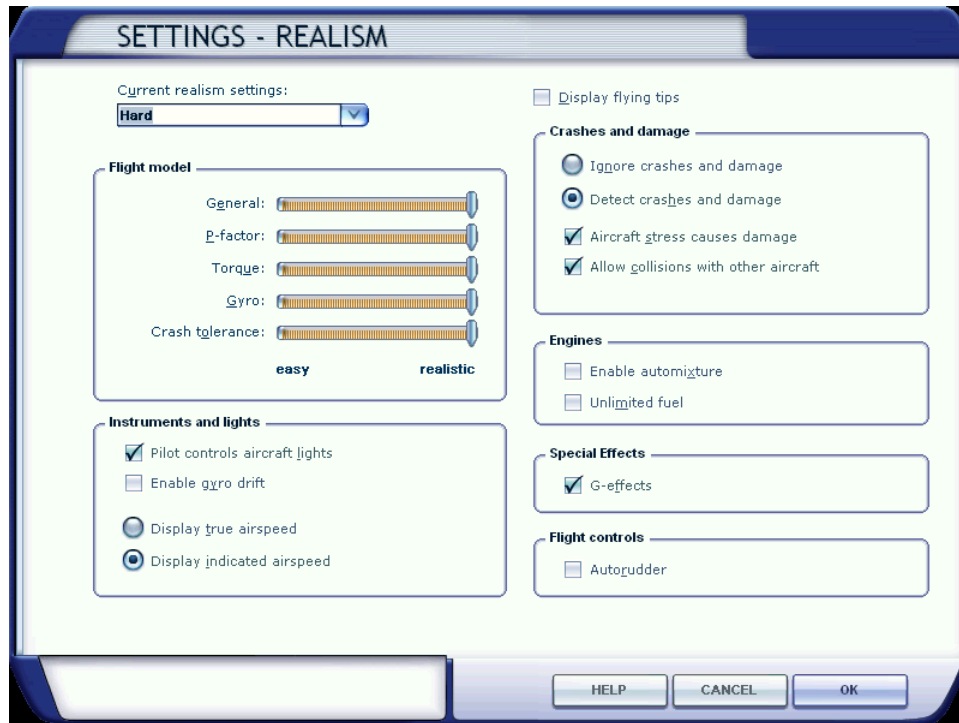 SETTINGS - REALISM
Current realism settings:
Hard
Flight model
General:
P-factor:
Torque:
Gyro:
Crash tolerance:
easy realistic
Instruments and lights
Pilot controls aircraft lights
Enable gyro drift
Display true airspeed
Display indicated airspeed
Display flying tips
Crashes and damage
Ignore crashes and damage
Detect crashes and damage
Aircraft stress causes damage
Allow collisions with other aircraft
Engines
Enable automixture
Unlimited fuel
Special Effects
G-effects
Flight controls
Autorudder
HELP CANCEL OK